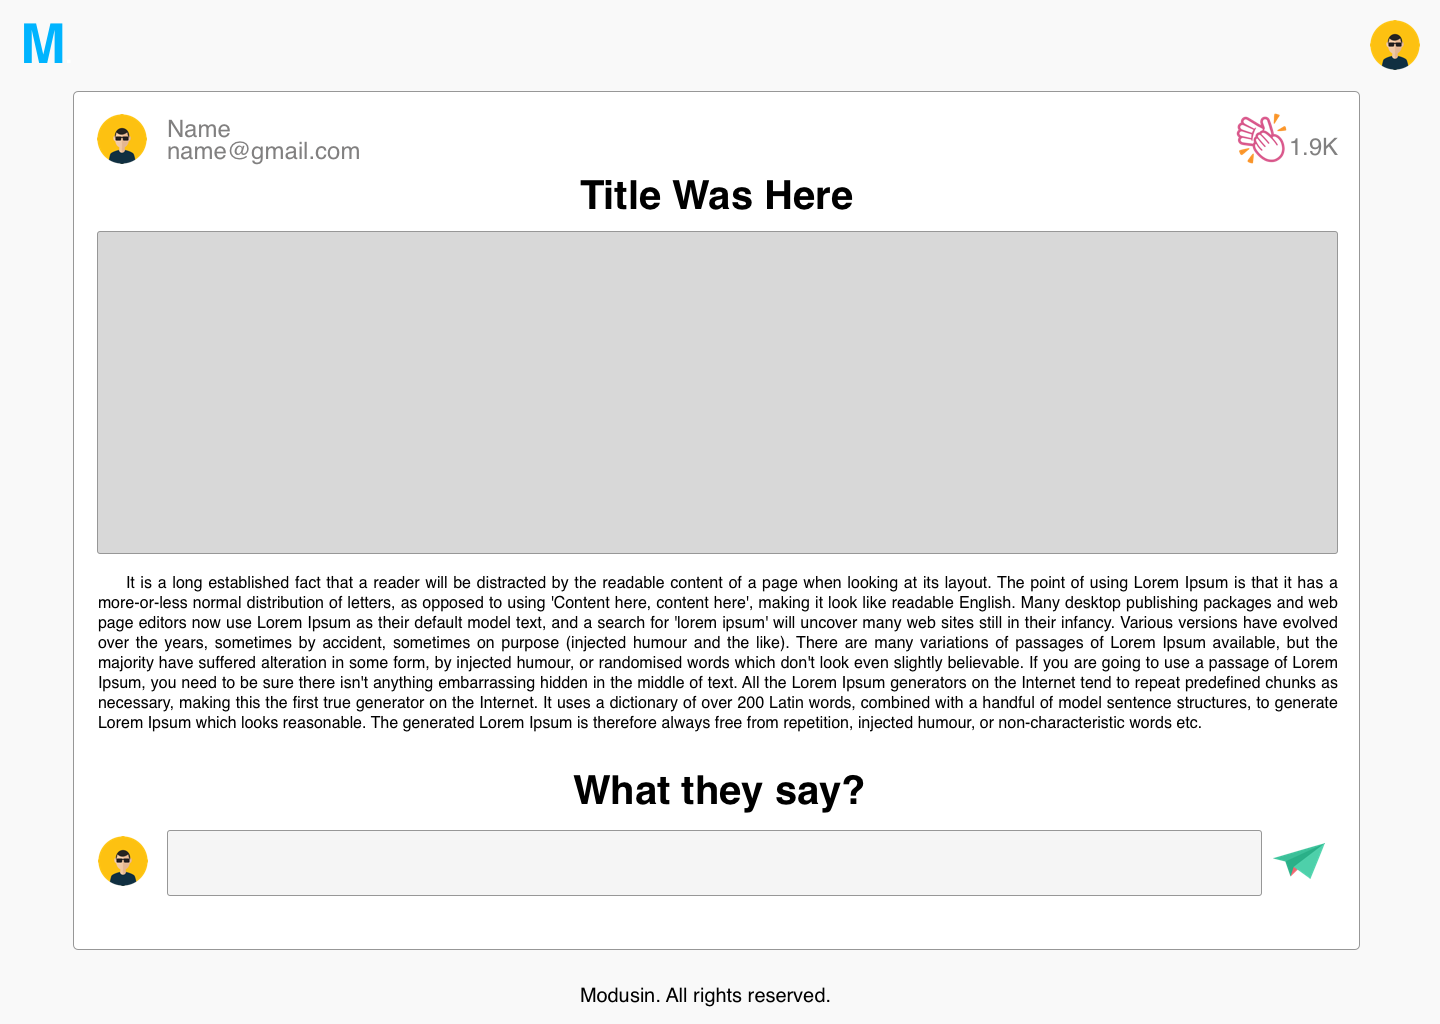 M
Name
name@gmail.com
1.9K
Title Was Here
It is a long established fact that a reader will be distracted by the readable content of a page when looking at its layout. The point of using Lorem Ipsum is that it has a
more-or-less normal distribution of letters, as opposed to using 'Content here, content here', making it look like readable English. Many desktop publishing packages and web
page editors now use Lorem Ipsum as their default model text, and a search for 'lorem ipsum' will uncover many web sites still in their infancy. Various versions have evolved
over the years, sometimes by accident, sometimes on purpose (injected humour and the like). There are many variations of passages of Lorem Ipsum available, but the
majority have suffered alteration in some form, by injected humour, or randomised words which don't look even slightly believable. If you are going to use a passage of Lorem
Ipsum, you need to be sure there isn't anything embarrassing hidden in the middle of text. All the Lorem Ipsum generators on the Internet tend to repeat predefined chunks as
necessary, making this the first true generator on the Internet. It uses a dictionary of over 200 Latin words, combined with a handful of model sentence structures, to generate
Lorem Ipsum which looks reasonable. The generated Lorem Ipsum is therefore always free from repetition, injected humour, or non-characteristic words etc.
What they say?
Modusin. All rights reserved.